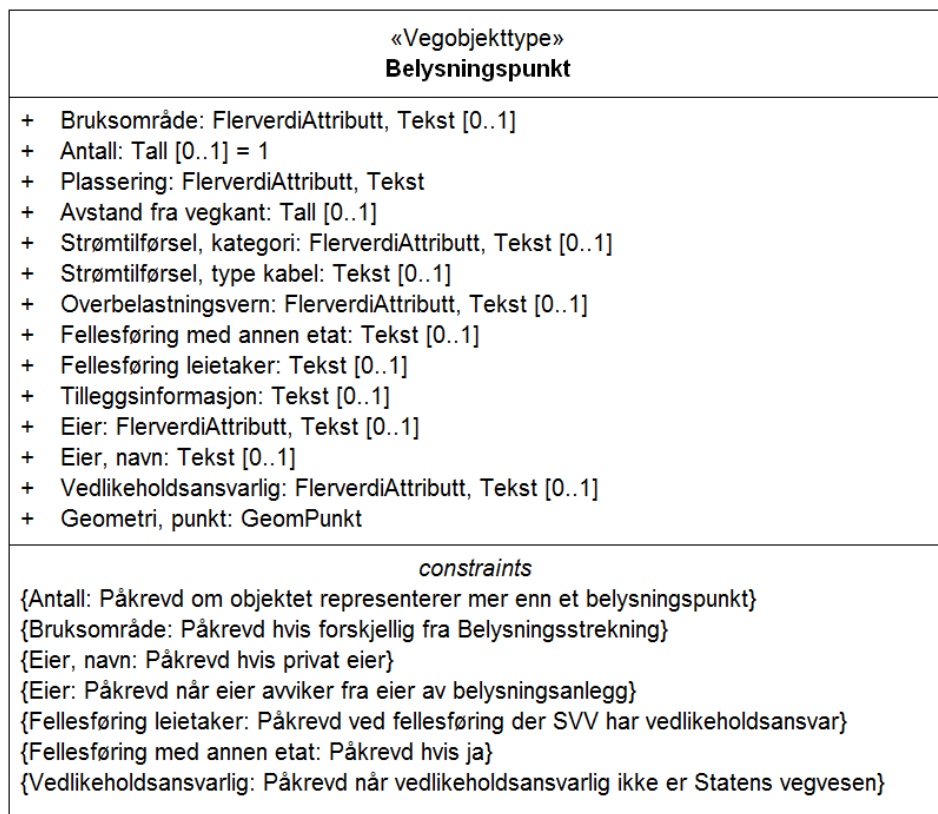 «Vegobjekttype»
Belysningspunkt
+ Bruksområde: FlerverdiAttributt, Tekst [0..1]
+ Antall: Tall [0..1] = 1
+ Plassering: FlerverdiAttributt, Tekst
+ Avstand fra vegkant: Tall [0..1]
+ Strømtilførsel, kategori: FlerverdiAttributt, Tekst [0..1]
+ Strømtilførsel, type kabel: Tekst [0..1]
+ Overbelastningsvern: FlerverdiAttributt, Tekst [0..1]
+ Fellesføring med annen etat: Tekst [0..1]
+ Fellesføring leietaker: Tekst [0..1]
+ Tilleggsinformasjon: Tekst [0..1]
+ Eier: FlerverdiAttributt, Tekst [0..1]
+ Eier, navn: Tekst [0..1]
+ Vedlikeholdsansvarlig: FlerverdiAttributt, Tekst [0..1]
+ Geometri, punkt: GeomPunkt
constraints
{Antall: Påkrevd om objektet representerer mer enn et belysningspunkt}
{Bruksområde: Påkrevd hvis forskjellig fra Belysningsstrekning}
{Eier, navn: Påkrevd hvis privat eier}
{Eier: Påkrevd når eier avviker fra eier av belysningsanlegg}
{Fellesføring leietaker: Påkrevd ved fellesføring der SVV har vedlikeholdsansvar}
{Fellesføring med annen etat: Påkrevd hvis ja}
{Vedlikeholdsansvarlig: Påkrevd når vedlikeholdsansvarlig ikke er Statens vegvesen}